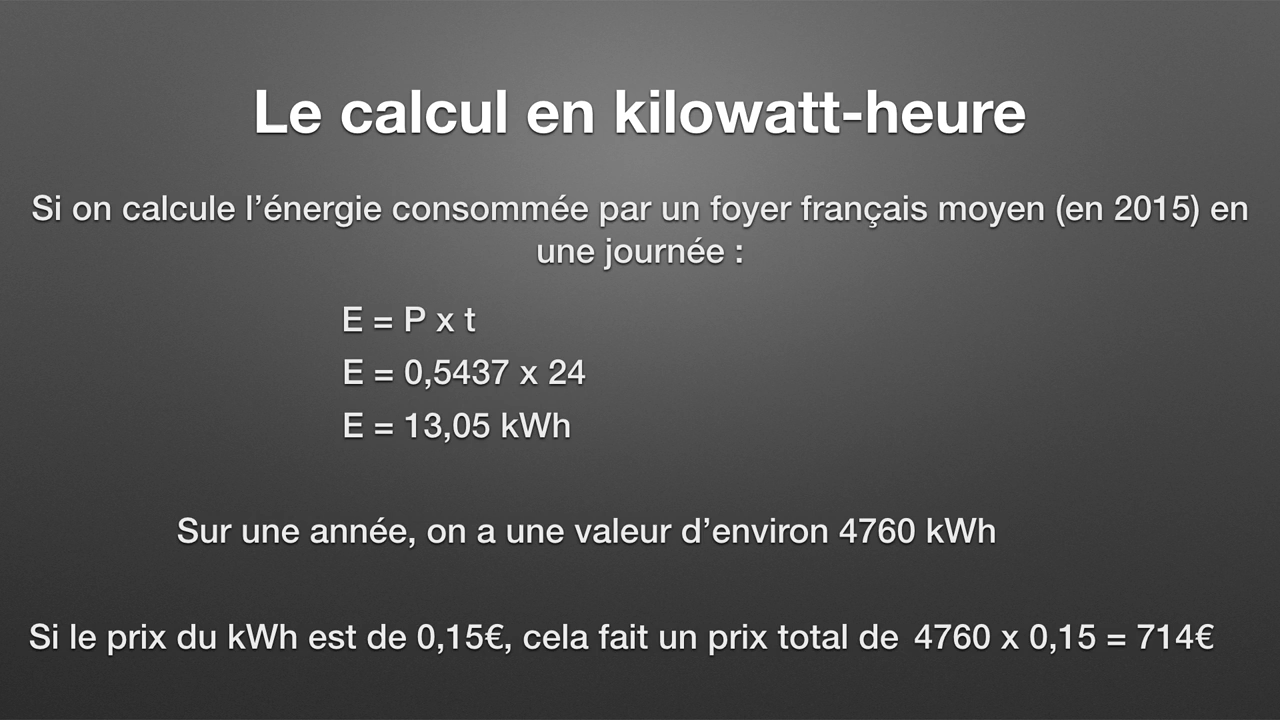 Le calcul en kilowatt-heure
Si on calcule l’énergie consommée par un foyer français moyen (en 2015) en
une journée :
E = P x t
E = 0,5437 x 24
E = 13,05 kWh
Sur une année, on a une valeur d’environ 4760 kWh
Si le prix du kWh est de 0,15€, cela fait un prix total de 4760 x 0,15 = 714€